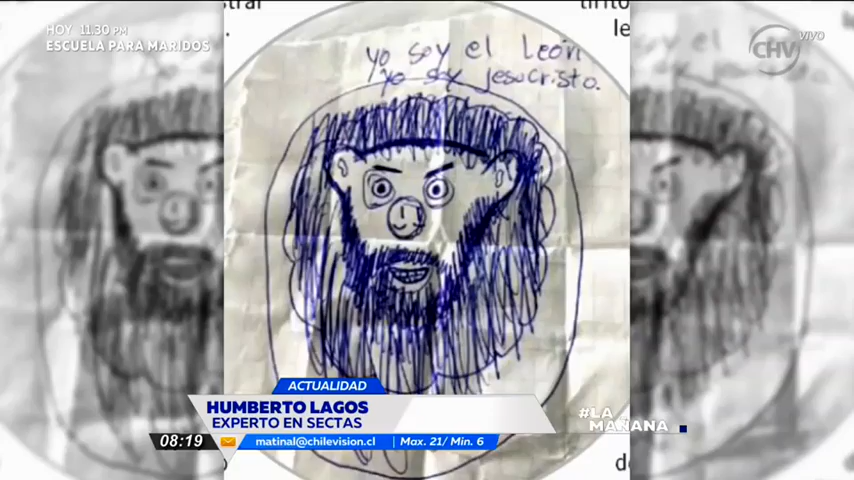 HOY 11.30 PM
ESCUELA PARA MARIDOS
CHV VIVO
yo soy el León
yo soy jesucristo.
ACTUALIDAD
HUMBERTO LAGOS
EXPERTO EN SECTAS
#LA
MAÑANA
08:19 matinal@chilevision.cl Max. 21/ Min. 6